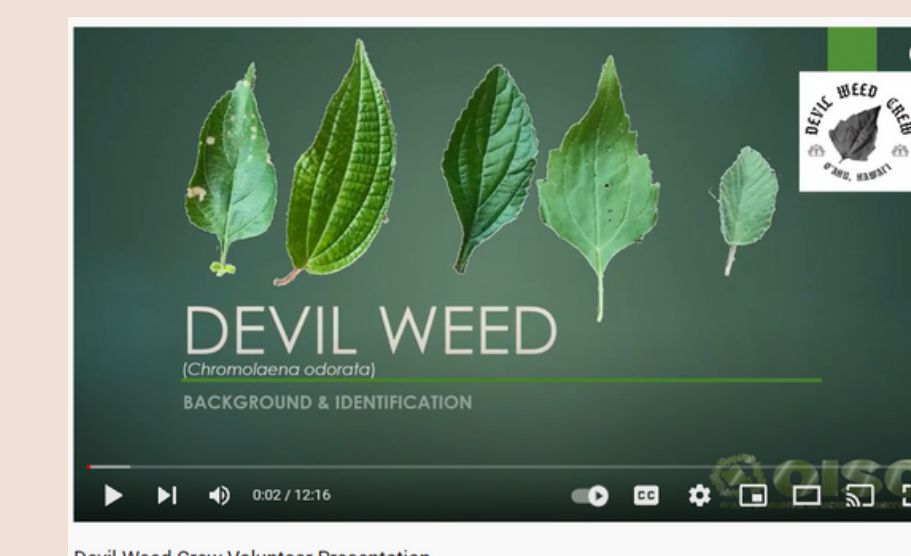 DEVIL WEED CREW
O'AHU, HAWAI'I
DEVIL WEED
(Chromolaena odorata)
BACKGROUND & IDENTIFICATION
OISC
0:02 / 12:16
CC
Devil Weed Crew Volunteer Presentation